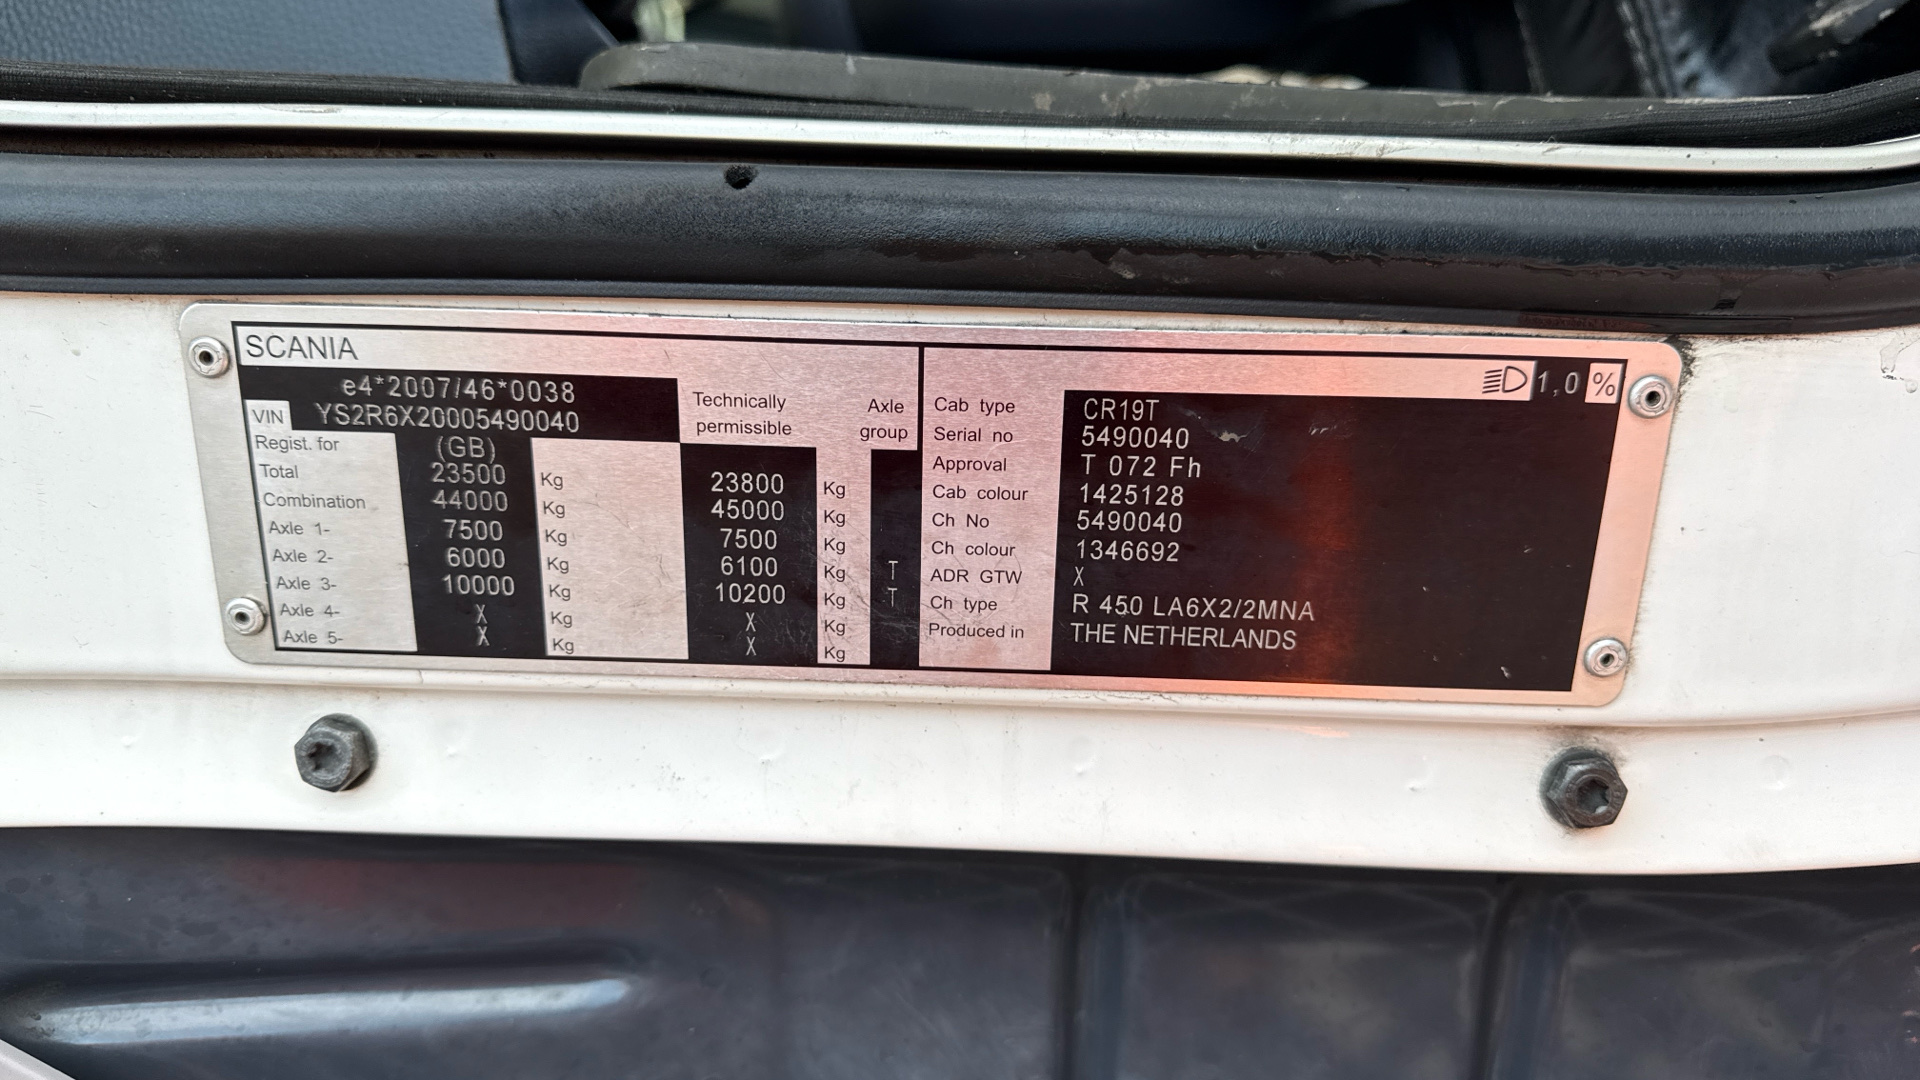 SCANIA
e4*2007/46*0038
VIN YS2R6X20005490040
Technically permissible Axle group
Regist. for (GB)
Total 23500 Kg 23800 Kg
Combination 44000 Kg 45000 Kg
Axle 1- 7500 Kg 7500 Kg
Axle 2- 6000 Kg 6100 Kg T
Axle 3- 10000 Kg 10200 Kg T
Axle 4- X Kg X Kg
Axle 5- X Kg X Kg
1,0 %
Cab type CR19T
Serial no 5490040
Approval T 072 Fh
Cab colour 1425128
Ch No 5490040
Ch colour 1346692
ADR GTW X
Ch type R 450 LA6X2/2MNA
Produced in THE NETHERLANDS